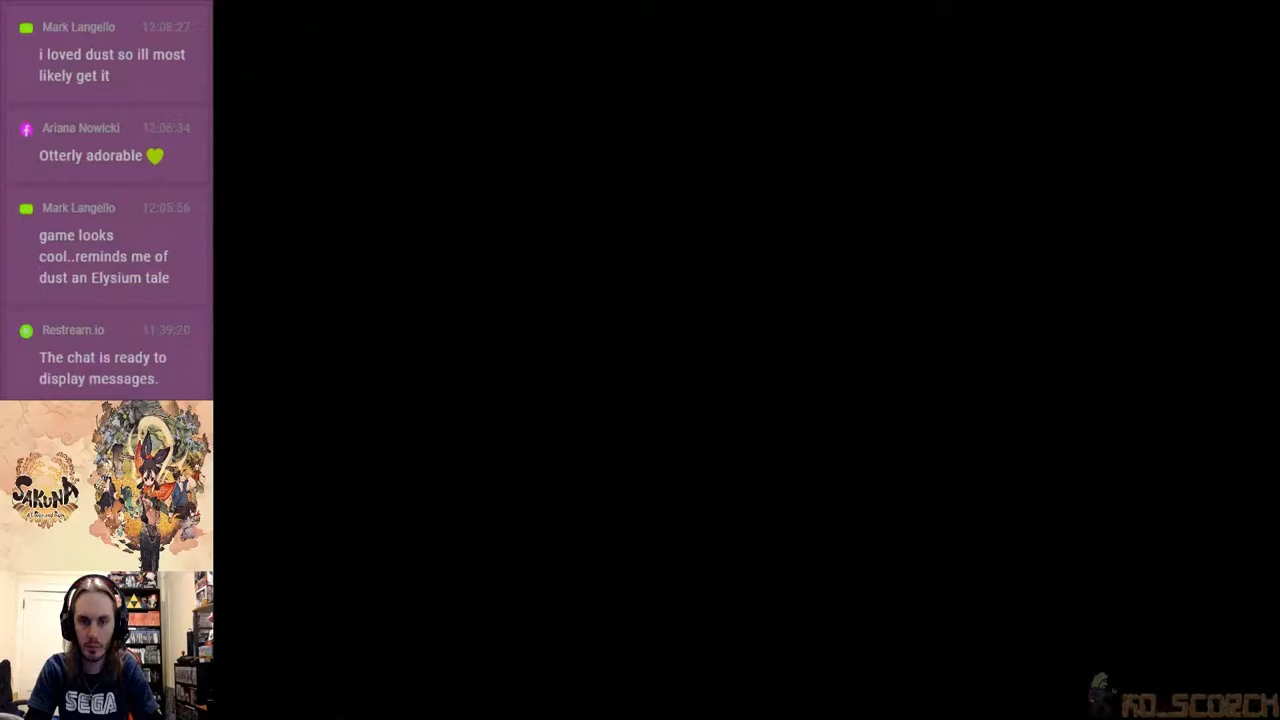 Mark Langello 12:08:27
i loved dust so ill most
likely get it
Ariana Nowicki 12:06:34
Otterly adorable
Mark Langello 12:05:56
game looks
cool..reminds me of
dust an Elysium tale
Restream.io 11:39:20
The chat is ready to
display messages.
SAKUNA
SEGA
KO_SCORCH